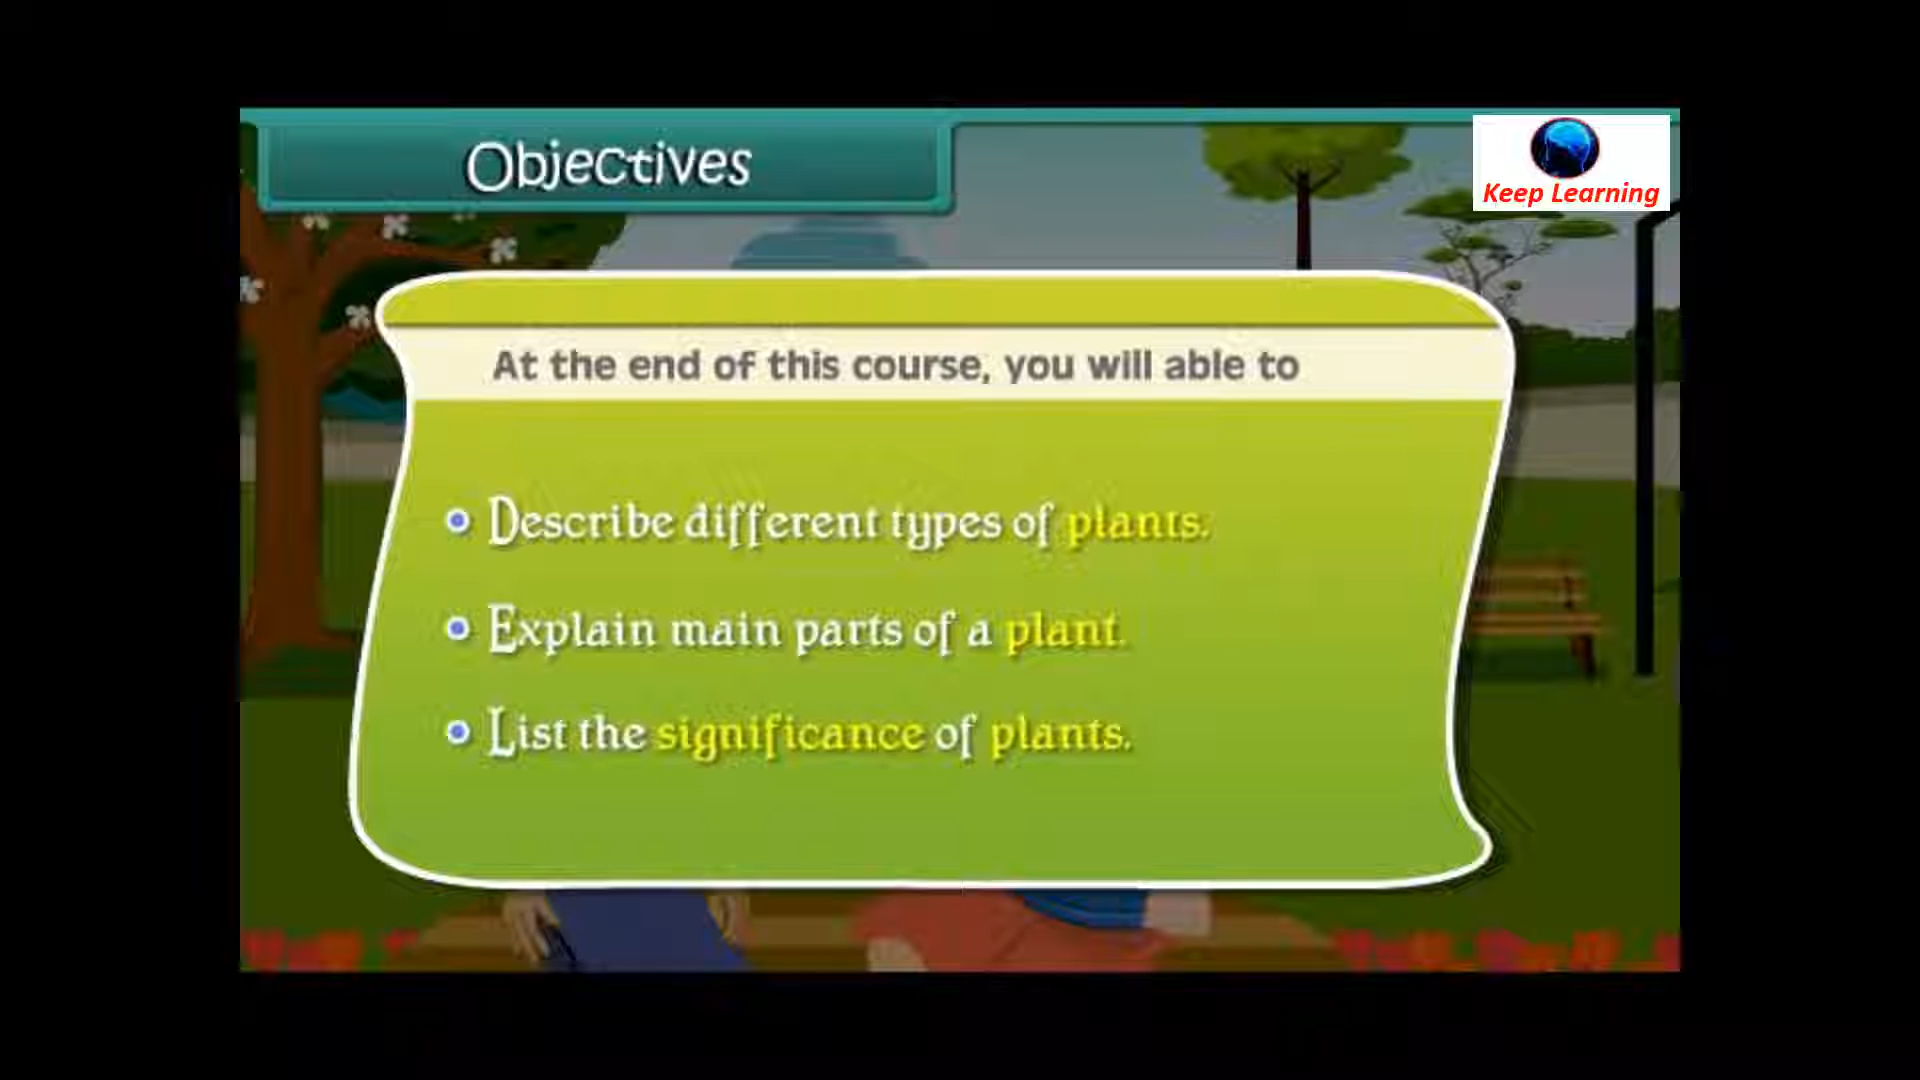 Objectives
Keep Learning
At the end of this course, you will able to
Describe different types of plants.
Explain main parts of a plant.
List the significance of plants.